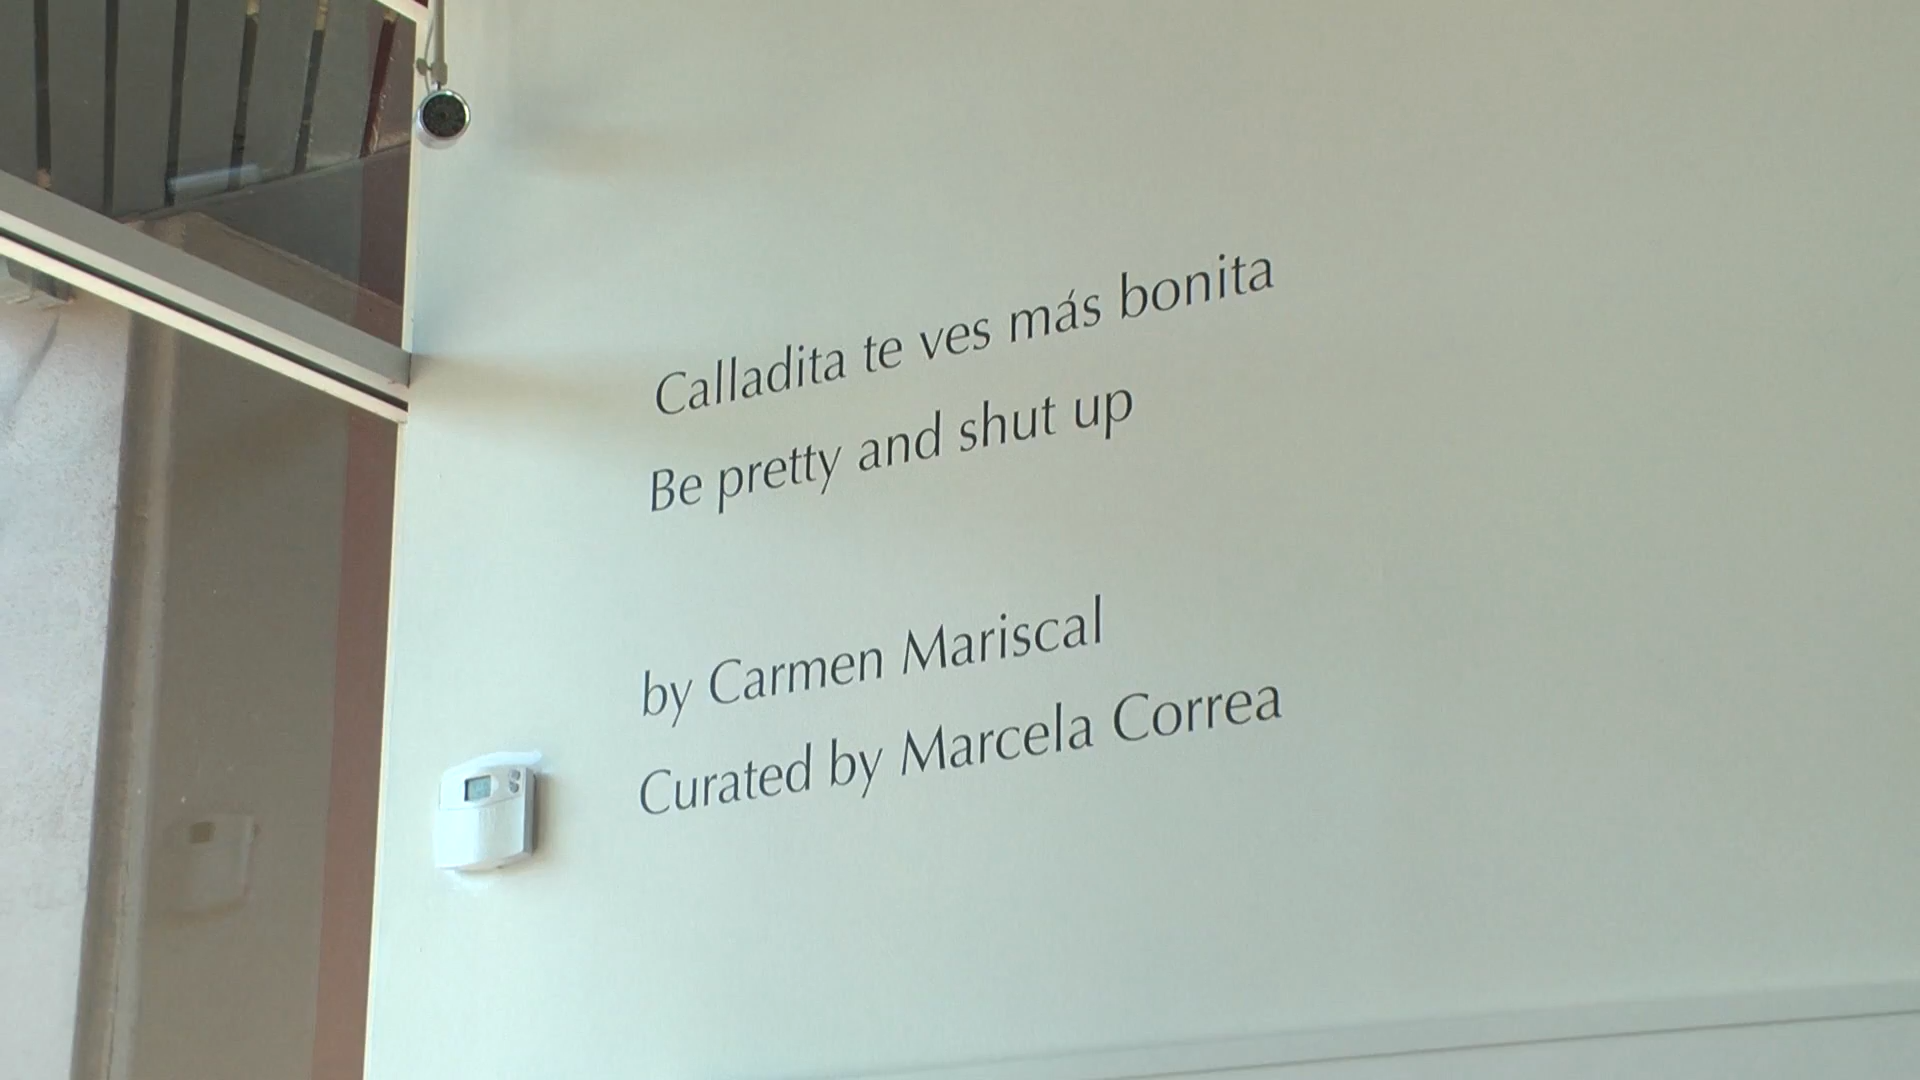 Calladita te ves más bonita
Be pretty and shut up
by Carmen Mariscal
Curated by Marcela Correa